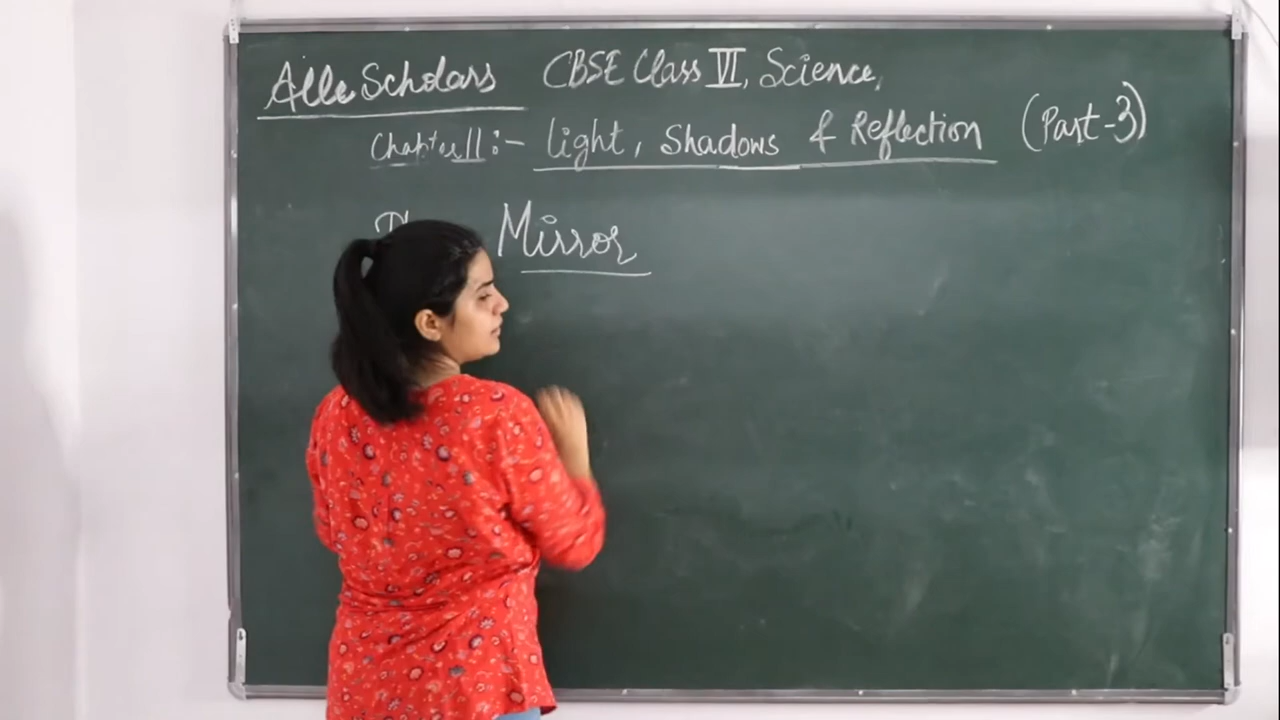 Alle Scholars CBSE Class VI, Science,
Chapter 11 :- Light, Shadows & Reflection (Part-3)
Mirror